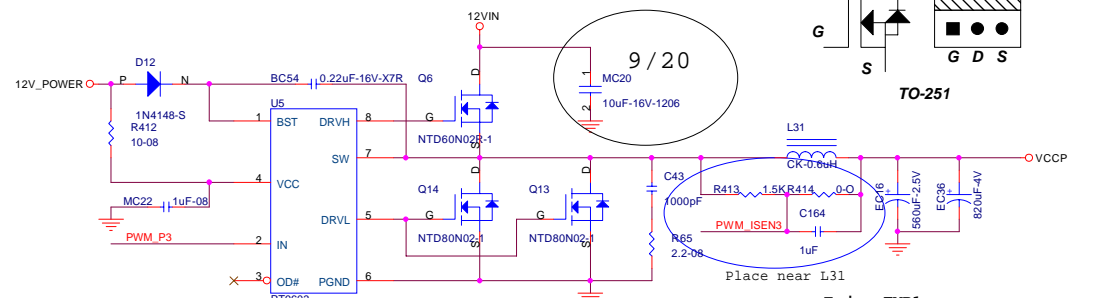 12VIN
9/20
G
S
G D S
TO-251
12V_POWER
D12
P
N
1N4148-S
R412
10-08
BC54
0.22uF-16V-X7R
Q6
D
G
S
NTD60N02R-1
1
MC20
2
10uF-16V-1206
U5
1 BST
DRVH 8
SW 7
4 VCC
DRVL 5
2 IN
3 OD#
PGND 6
MC22
1uF-08
PWM_P3
Q14
D
G
S
NTD80N02-1
Q13
D
G
S
NTD80N02-1
C43
1000pF
R65
2.2-08
L31
CK-0.6uH
VCCP
R413
1.5K
R414
0-O
PWM_ISEN3
C164
1uF
EC16
+
560uF-2.5V
EC36
+
820uF-4V
Place near L31